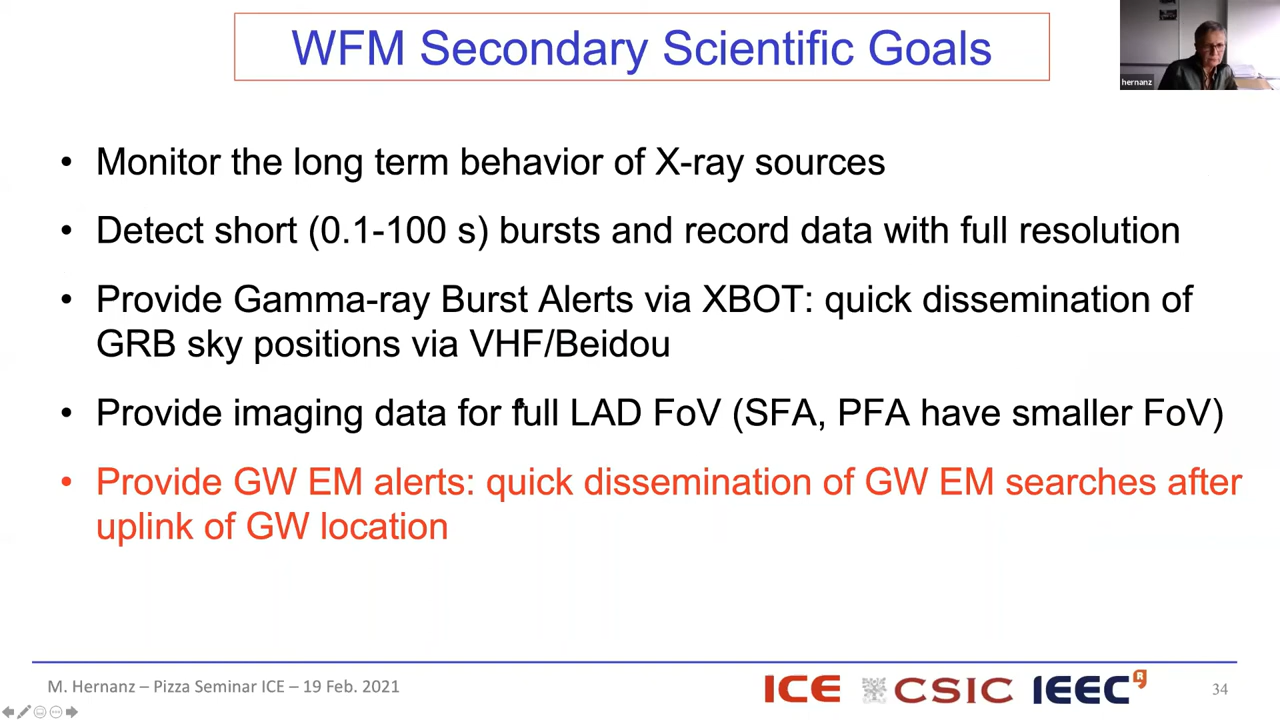 WFM Secondary Scientific Goals
hernanz
• Monitor the long term behavior of X-ray sources
• Detect short (0.1-100 s) bursts and record data with full resolution
• Provide Gamma-ray Burst Alerts via XBOT: quick dissemination of
GRB sky positions via VHF/Beidou
• Provide imaging data for full LAD FoV (SFA, PFA have smaller FoV)
• Provide GW EM alerts: quick dissemination of GW EM searches after
uplink of GW location
M. Hernanz – Pizza Seminar ICE – 19 Feb. 2021
ICE CSIC IEEC R
34